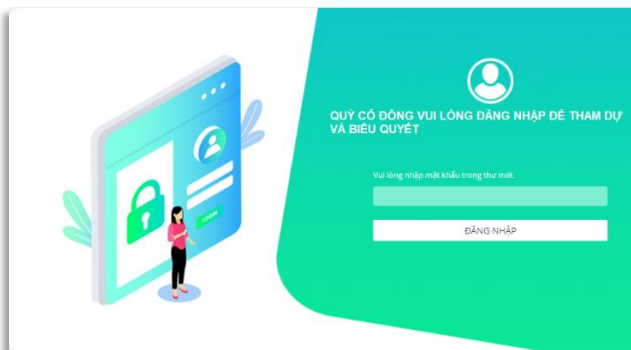 QUÝ CỔ ĐÔNG VUI LÒNG ĐĂNG NHẬP ĐỂ THAM DỰ
VÀ BIỂU QUYẾT
Vui lòng nhập mật khẩu trong thư mời.
ĐĂNG NHẬP
LOGIN